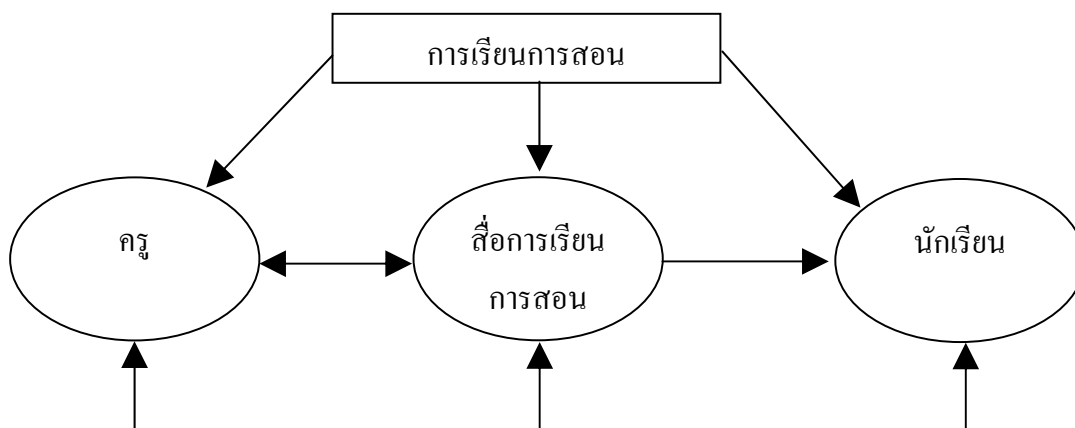 การเรียนการสอน
ครู
สื่อการเรียน
การสอน
นักเรียน